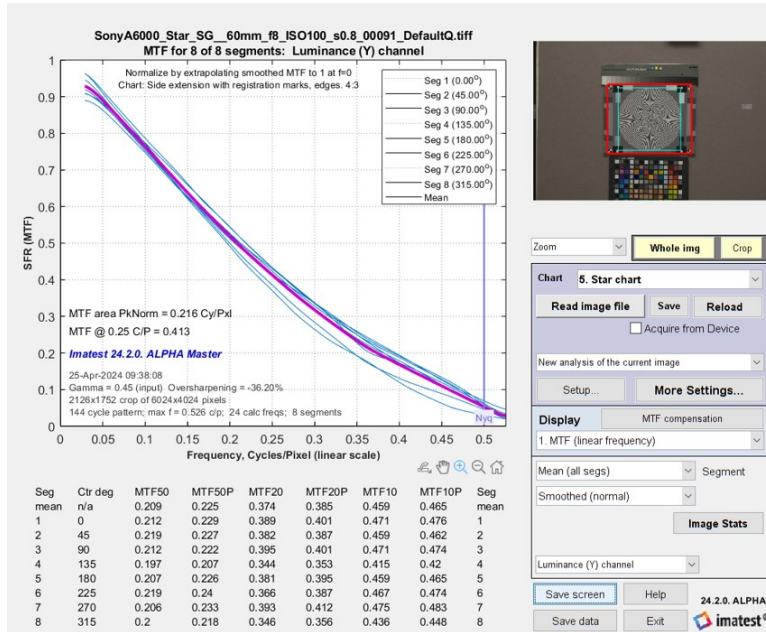 SonyA6000_Star_SG__60mm_f8_ISO100_s0.8_00091_DefaultQ.tiff
MTF for 8 of 8 segments: Luminance (Y) channel
Normalize by extrapolating smoothed MTF to 1 at f=0
Chart: Side extension with registration marks, edges. 4:3
Seg 1 (0.00°)
Seg 2 (45.00°)
Seg 3 (90.00°)
Seg 4 (135.00°)
Seg 5 (180.00°)
Seg 6 (225.00°)
Seg 7 (270.00°)
Seg 8 (315.00°)
Mean
1
0.9
0.8
0.7
0.6
0.5
0.4
0.3
0.2
0.1
0
SFR (MTF)
MTF area PkNorm = 0.216 Cy/Pxl
MTF @ 0.25 C/P = 0.413
Imatest 24.2.0. ALPHA Master
25-Apr-2024 09:38:08
Gamma = 0.45 (input) Oversharpening = -36.20%
2126x1752 crop of 6024x4024 pixels
144 cycle pattern; max f = 0.526 c/p; 24 calc freqs; 8 segments
Nyq
0 0.05 0.1 0.15 0.2 0.25 0.3 0.35 0.4 0.45 0.5
Frequency, Cycles/Pixel (linear scale)
Seg Ctr deg MTF50 MTF50P MTF20 MTF20P MTF10 MTF10P Seg
mean n/a 0.209 0.225 0.374 0.385 0.459 0.465 mean
1 0 0.212 0.229 0.389 0.401 0.471 0.476 1
2 45 0.219 0.227 0.382 0.387 0.459 0.462 2
3 90 0.212 0.222 0.395 0.401 0.471 0.474 3
4 135 0.197 0.207 0.344 0.353 0.415 0.42 4
5 180 0.207 0.226 0.381 0.395 0.459 0.465 5
6 225 0.219 0.24 0.366 0.387 0.467 0.474 6
7 270 0.206 0.233 0.393 0.412 0.475 0.483 7
8 315 0.2 0.218 0.346 0.356 0.436 0.448 8
Zoom
Whole img
Crop
Chart
5. Star chart
Read image file
Save
Reload
Acquire from Device
New analysis of the current image
Setup...
More Settings...
Display
MTF compensation
1. MTF (linear frequency)
Mean (all segs)
Segment
Smoothed (normal)
Image Stats
Luminance (Y) channel
Save screen
Help
24.2.0. ALPHA
Save data
Exit
imatest